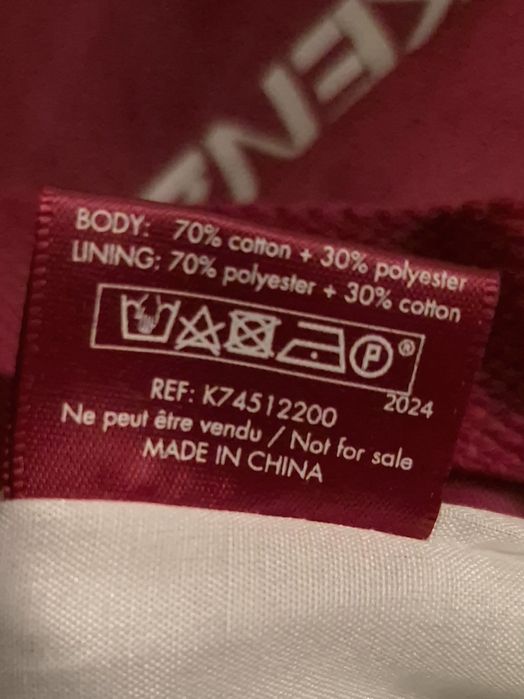 KEN
BODY: 70% cotton + 30% polyester
LINING: 70% polyester + 30% cotton
P ®
2024
REF: K74512200
Ne peut être vendu / Not for sale
MADE IN CHINA